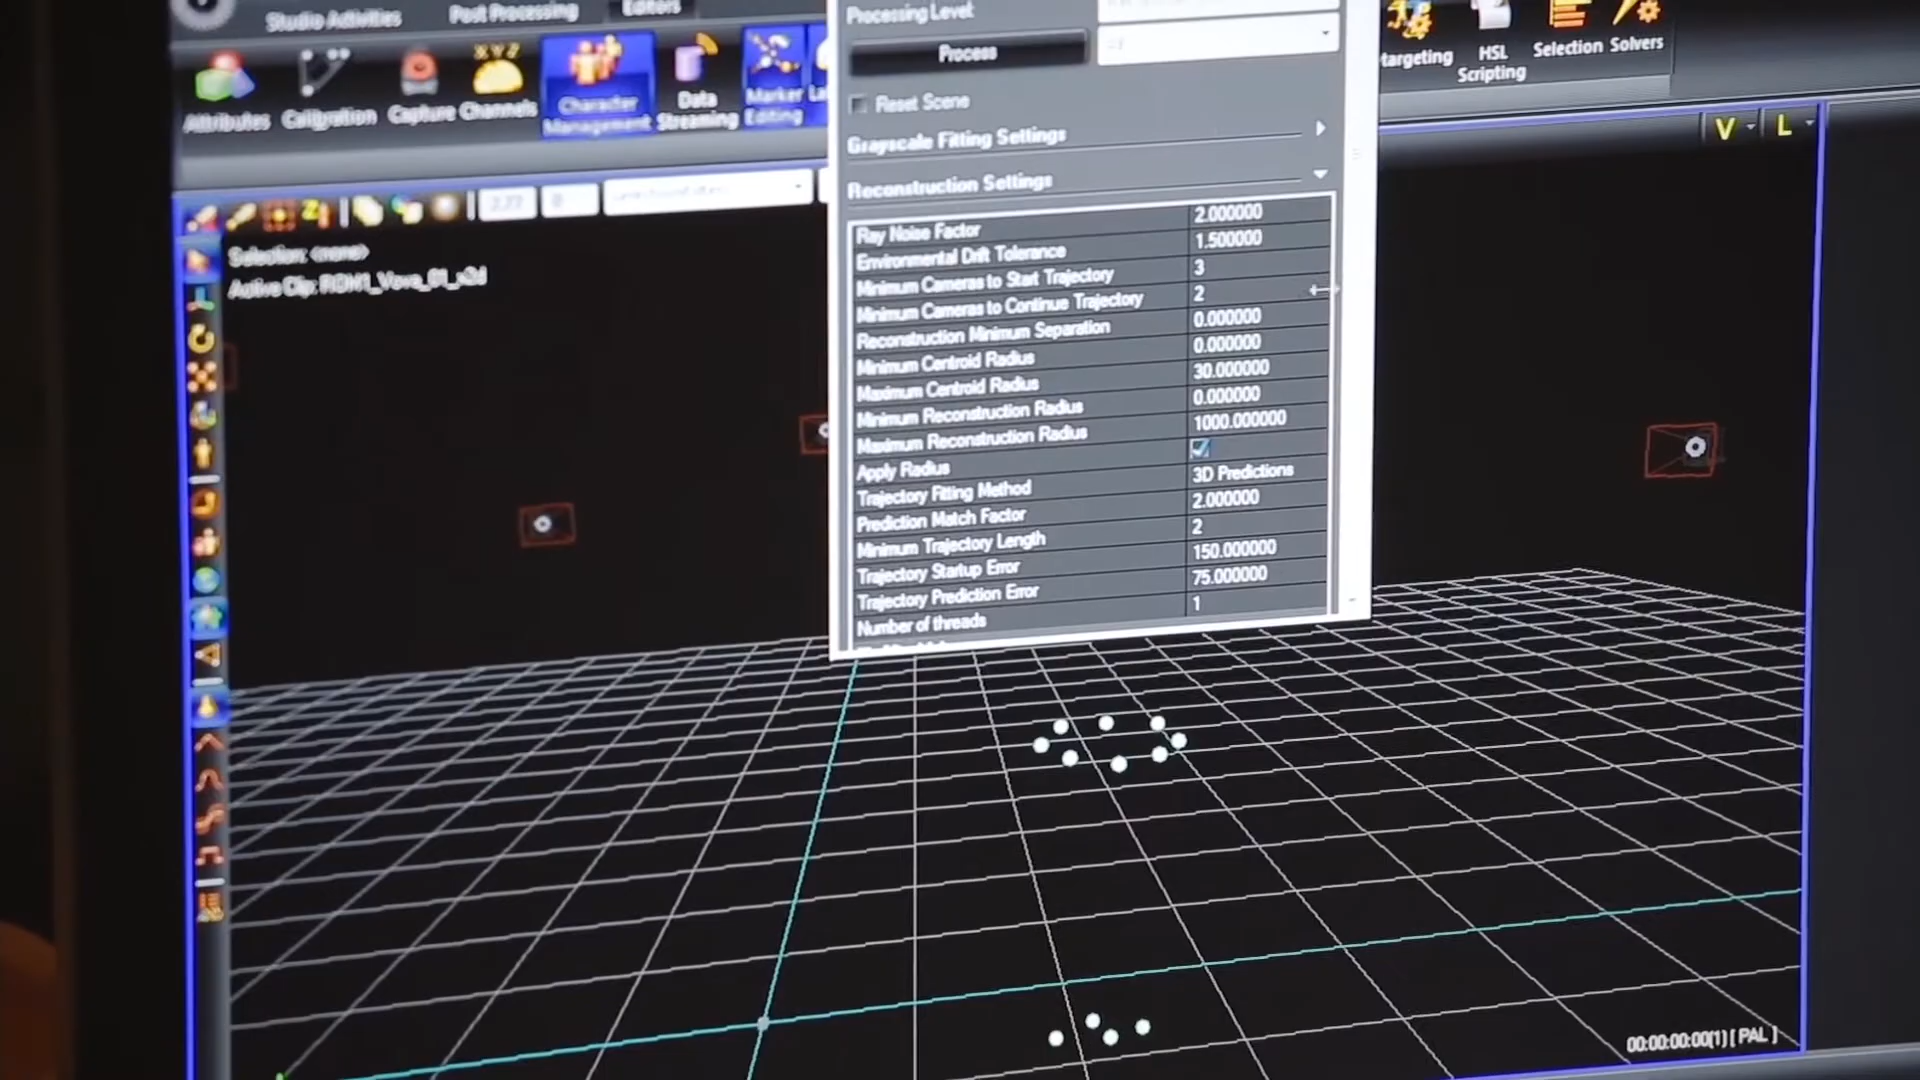 Studio Activities Post Processing Editors
Attributes Calibration Capture Channels Character Management Data Streaming Marker Editing
targeting HSL Scripting Selection Solvers
Processing Level:
Process
Reset Scene
Grayscale Fitting Settings
Reconstruction Settings
Ray Noise Factor 2.000000
Environmental Drift Tolerance 1.500000
Minimum Cameras to Start Trajectory 3
Minimum Cameras to Continue Trajectory 2
Reconstruction Minimum Separation 0.000000
Minimum Centroid Radius 0.000000
Maximum Centroid Radius 30.000000
Minimum Reconstruction Radius 0.000000
Maximum Reconstruction Radius 1000.000000
Apply Radius
Trajectory Fitting Method 3D Predictions
Prediction Match Factor 2.000000
Minimum Trajectory Length 2
Trajectory Startup Error 150.000000
Trajectory Prediction Error 75.000000
Number of threads 1
Selection: <none>
Active Clip: ROM1_Vova_01_x2d
V L
00:00:00:00(1) [ PAL ]